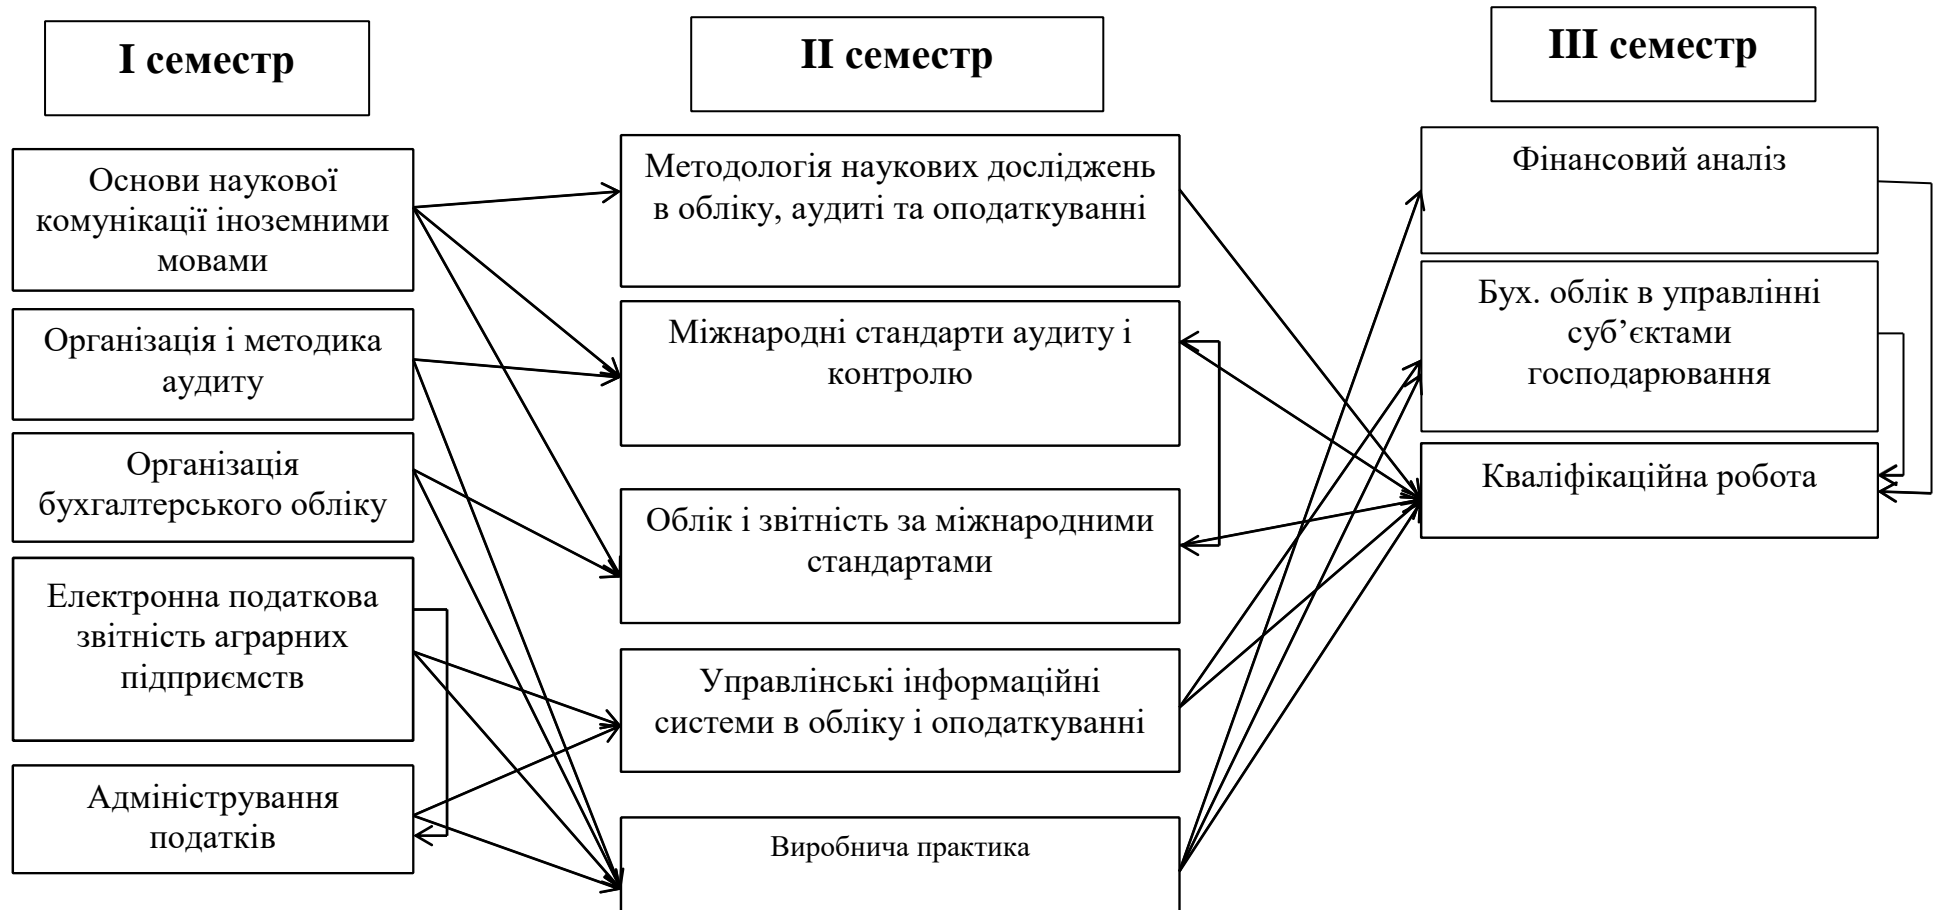 І семестр
ІІ семестр
ІІІ семестр
Основи наукової
комунікації іноземними
мовами
Організація і методика
аудиту
Організація
бухгалтерського обліку
Електронна податкова
звітність аграрних
підприємств
Адміністрування
податків
Методологія наукових досліджень
в обліку, аудиті та оподаткуванні
Міжнародні стандарти аудиту і
контролю
Облік і звітність за міжнародними
стандартами
Управлінські інформаційні
системи в обліку і оподаткуванні
Виробнича практика
Фінансовий аналіз
Бух. облік в управлінні
суб’єктами
господарювання
Кваліфікаційна робота